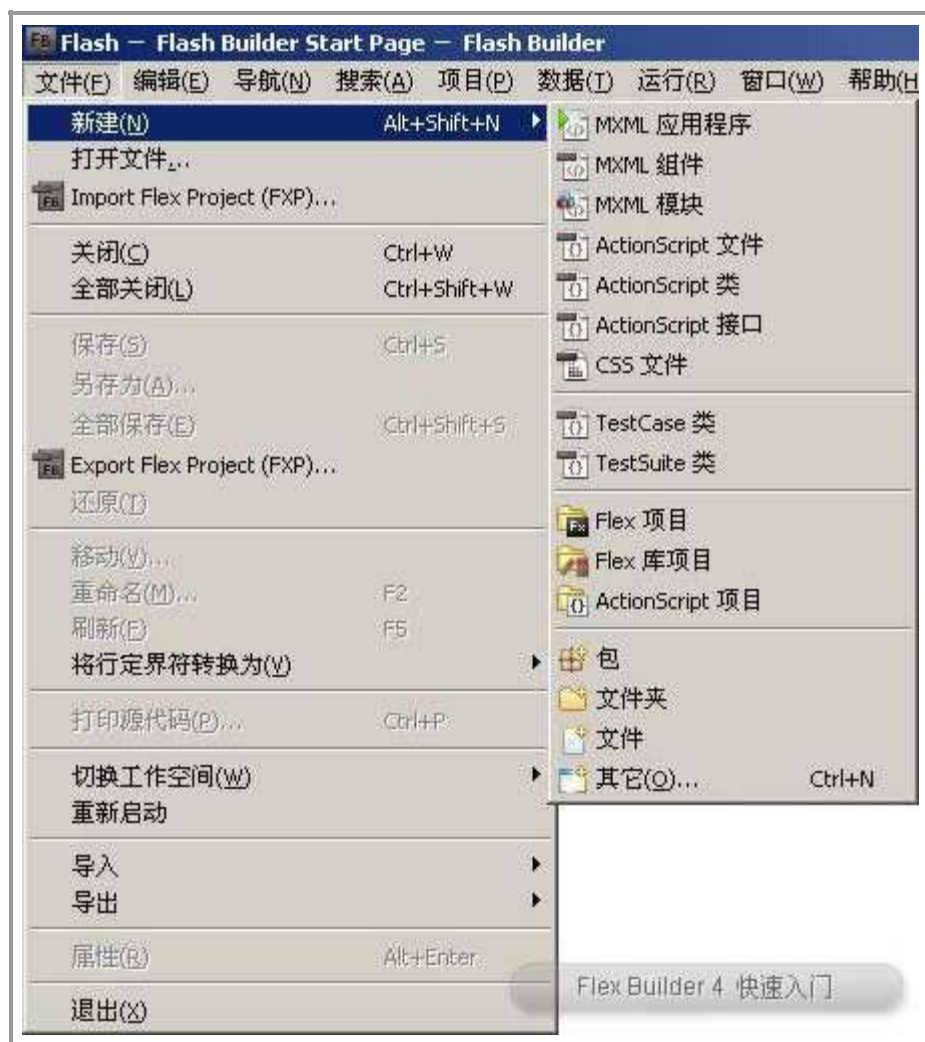 Flash — Flash Builder Start Page — Flash Builder
文件(F) 编辑(E) 导航(N) 搜索(A) 项目(P) 数据(T) 运行(R) 窗口(W) 帮助(H
新建(N) Alt+Shift+N
打开文件...
Import Flex Project (FXP)...
关闭(C) Ctrl+W
全部关闭(L) Ctrl+Shift+W
保存(S) Ctrl+S
另存为(A)...
全部保存(E) Ctrl+Shift+S
Export Flex Project (FXP)...
还原(T)
移动(V)...
重命名(M)... F2
刷新(F) F5
将行定界符转换为(V)
打印源代码(P)... Ctrl+P
切换工作空间(W)
重新启动
导入
导出
属性(R) Alt+Enter
退出(X)
MXML 应用程序
MXML 组件
MXML 模块
ActionScript 文件
ActionScript 类
ActionScript 接口
CSS 文件
TestCase 类
TestSuite 类
Flex 项目
Flex 库项目
ActionScript 项目
包
文件夹
文件
其它(O)... Ctrl+N
Flex Builder 4 快速入门